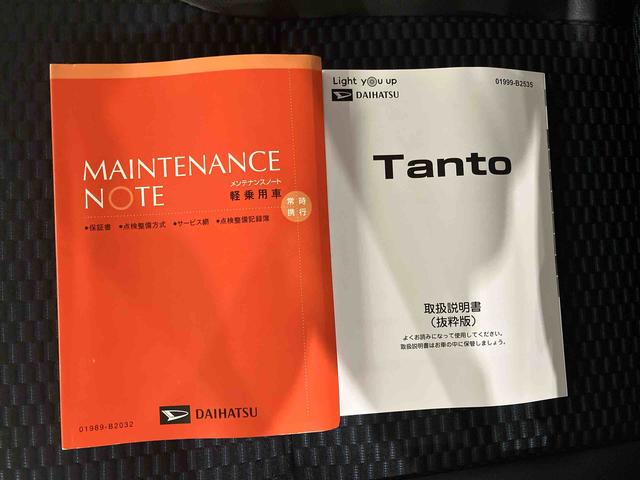 MAINTENANCE
NOTE
メンテナンスノート
軽乗用車
常時
携行
●保証書 ●点検整備方式 ●サービス網 ●点検整備記録簿
DAIHATSU
01989-B2032
Light you up
DAIHATSU
01999-B2535
Tanto
取扱説明書
(抜粋版)
よくお読みになって使用してください。
取扱説明書はお車の中に保管しましょう。